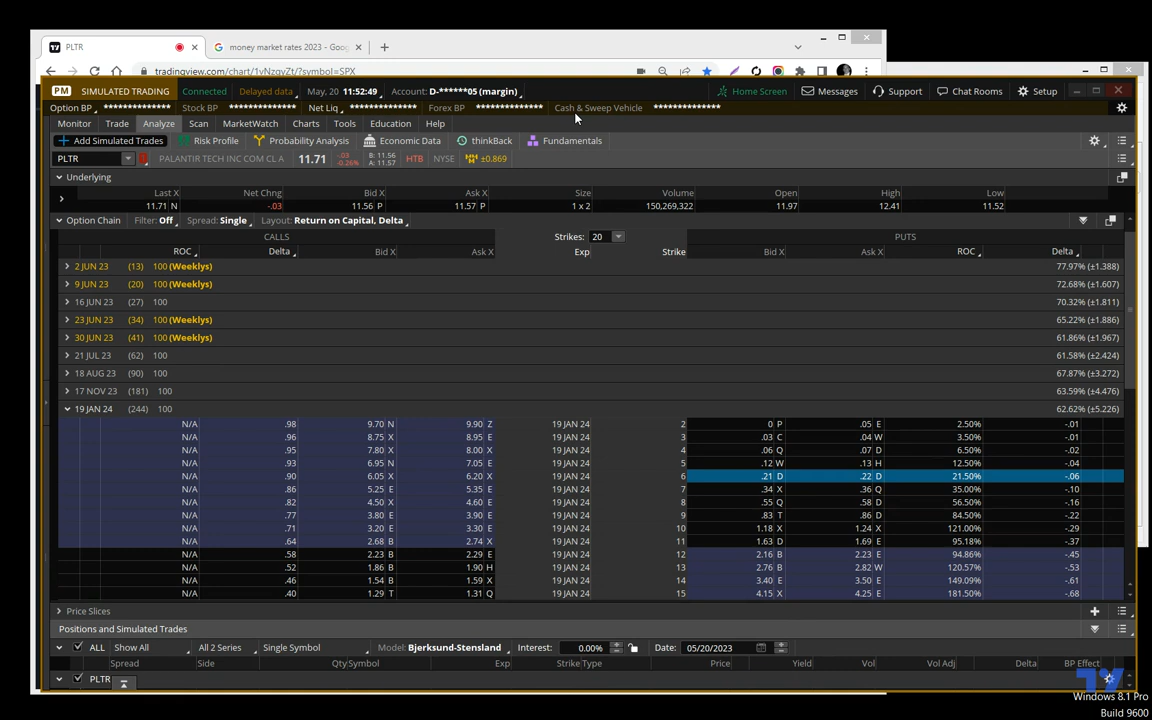 PLTR
money market rates 2023 - Goog
tradingview.com/chart/1vNzgyZt/?symbol=SPX
PM SIMULATED TRADING Connected Delayed data May, 20 11:52:49 Account: D-******05 (margin) Home Screen Messages Support Chat Rooms Setup
Option BP ************* Stock BP ************* Net Liq ************* Forex BP ************* Cash & Sweep Vehicle *************
Monitor Trade Analyze Scan MarketWatch Charts Tools Education Help
Add Simulated Trades Risk Profile Probability Analysis Economic Data thinkBack Fundamentals
PLTR PALANTIR TECH INC COM CL A 11.71 -.03 -0.26% B: 11.56 A: 11.57 HTB NYSE ±0.869
Underlying
Last X Net Chng Bid X Ask X Size Volume Open High Low
11.71 N -.03 11.56 P 11.57 P 1 x 2 150,269,322 11.97 12.41 11.52
Option Chain Filter: Off Spread: Single Layout: Return on Capital, Delta
CALLS Strikes: 20 PUTS
ROC Delta Bid X Ask X Exp Strike Bid X Ask X ROC Delta
2 JUN 23 (13) 100 (Weeklys) 77.97% (±1.388)
9 JUN 23 (20) 100 (Weeklys) 72.68% (±1.607)
16 JUN 23 (27) 100 70.32% (±1.811)
23 JUN 23 (34) 100 (Weeklys) 65.22% (±1.886)
30 JUN 23 (41) 100 (Weeklys) 61.86% (±1.967)
21 JUL 23 (62) 100 61.58% (±2.424)
18 AUG 23 (90) 100 67.87% (±3.272)
17 NOV 23 (181) 100 63.59% (±4.476)
19 JAN 24 (244) 100 62.62% (±5.226)
N/A .98 9.70 N 9.90 Z 19 JAN 24 2 0 P .05 E 2.50% -.01
N/A .96 8.75 X 8.95 E 19 JAN 24 3 .03 C .04 W 3.50% -.01
N/A .95 7.80 X 8.00 X 19 JAN 24 4 .06 Q .07 D 6.50% -.02
N/A .93 6.95 N 7.05 E 19 JAN 24 5 .12 W .13 H 12.50% -.04
N/A .90 6.05 X 6.20 X 19 JAN 24 6 .21 D .22 D 21.50% -.06
N/A .86 5.25 E 5.35 E 19 JAN 24 7 .34 X .36 Q 35.00% -.10
N/A .82 4.50 X 4.60 E 19 JAN 24 8 .55 Q .58 D 56.50% -.16
N/A .77 3.80 E 3.90 E 19 JAN 24 9 .83 T .86 D 84.50% -.22
N/A .71 3.20 E 3.30 E 19 JAN 24 10 1.18 X 1.24 X 121.00% -.29
N/A .64 2.68 B 2.74 X 19 JAN 24 11 1.63 D 1.69 E 95.18% -.37
N/A .58 2.23 B 2.29 E 19 JAN 24 12 2.16 B 2.23 E 94.86% -.45
N/A .52 1.86 B 1.90 H 19 JAN 24 13 2.76 B 2.82 W 120.57% -.53
N/A .46 1.54 B 1.59 X 19 JAN 24 14 3.40 E 3.50 E 149.09% -.61
N/A .40 1.29 T 1.31 Q 19 JAN 24 15 4.15 X 4.25 E 181.50% -.68
Price Slices
Positions and Simulated Trades
ALL Show All All 2 Series Single Symbol Model: Bjerksund-Stensland Interest: 0.00% Date: 05/20/2023
Spread Side Qty Symbol Exp Strike Type Price Yield Vol Vol Adj Delta BP Effect
PLTR
Windows 8.1 Pro
Build 9600